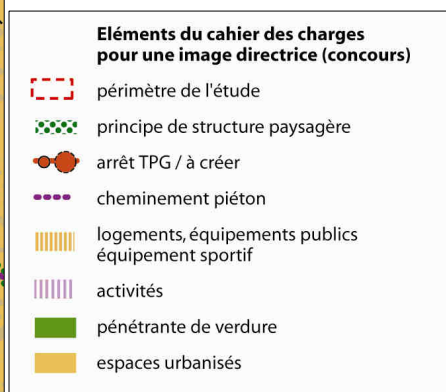 Eléments du cahier des charges
pour une image directrice (concours)
périmètre de l'étude
principe de structure paysagère
arrêt TPG / à créer
cheminement piéton
logements, équipements publics
équipement sportif
activités
pénétrante de verdure
espaces urbanisés